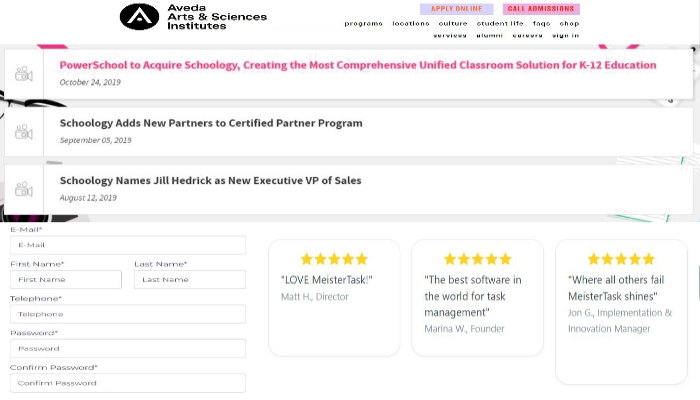 Aveda
Arts & Sciences
Institutes
APPLY ONLINE CALL ADMISSIONS
programs locations culture student life faqs shop
services alumni careers sign in
PowerSchool to Acquire Schoology, Creating the Most Comprehensive Unified Classroom Solution for K-12 Education
October 24, 2019
Schoology Adds New Partners to Certified Partner Program
September 05, 2019
Schoology Names Jill Hedrick as New Executive VP of Sales
August 12, 2019
E-Mail*
E-Mail
First Name* Last Name*
First Name Last Name
Telephone*
Telephone
Password*
Password
Confirm Password*
Confirm Password
"LOVE MeisterTask!"
Matt H., Director
"The best software in
the world for task
management"
Marina W., Founder
"Where all others fail
MeisterTask shines"
Jon G., Implementation &
Innovation Manager